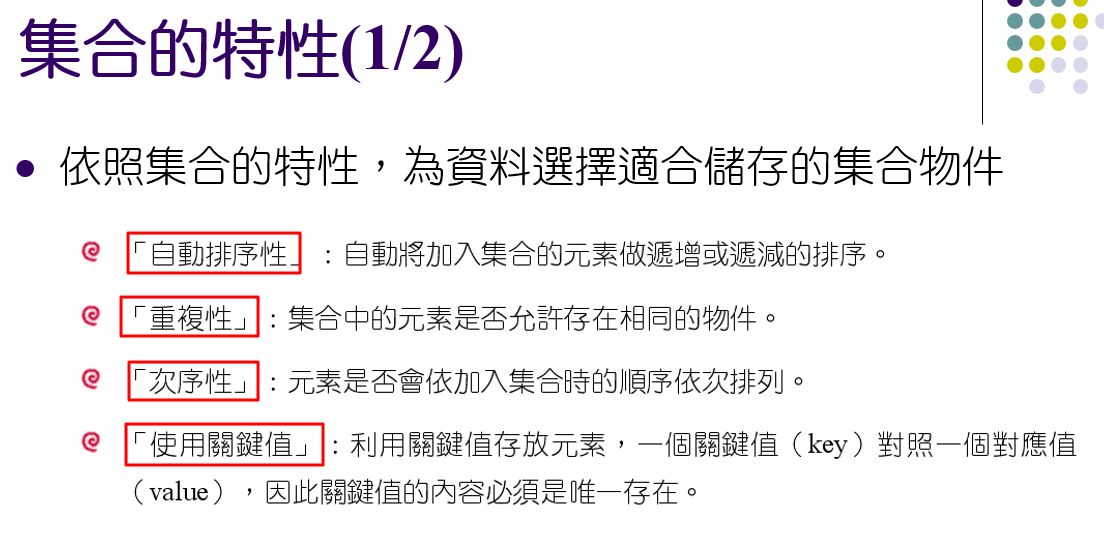 集合的特性(1/2)
依照集合的特性，為資料選擇適合儲存的集合物件
「自動排序性」：自動將加入集合的元素做遞增或遞減的排序。
「重複性」：集合中的元素是否允許存在相同的物件。
「次序性」：元素是否會依加入集合時的順序依次排列。
「使用關鍵值」：利用關鍵值存放元素，一個關鍵值（key）對照一個對應值
（value），因此關鍵值的內容必須是唯一存在。